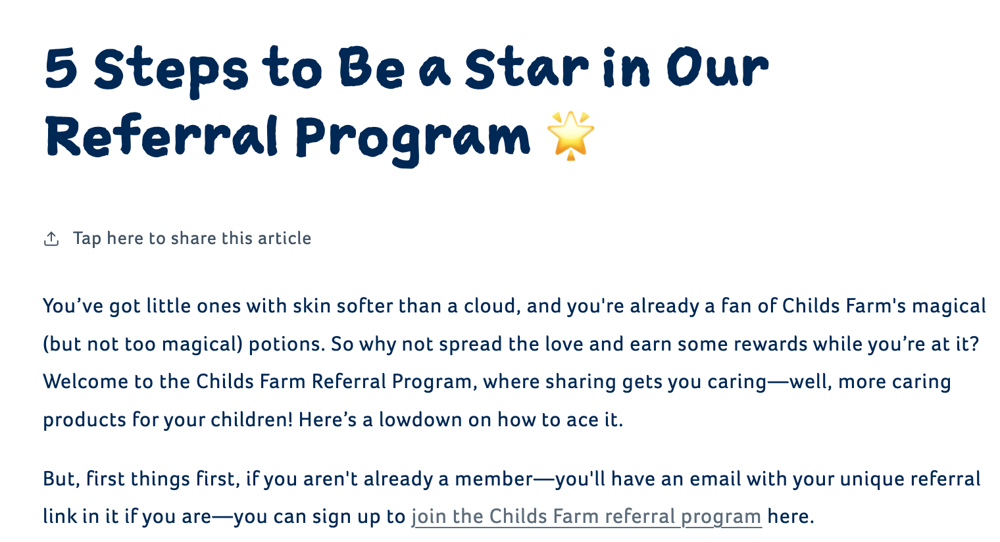 5 Steps to Be a Star in Our
Referral Program 🌟
Tap here to share this article
You’ve got little ones with skin softer than a cloud, and you're already a fan of Childs Farm's magical
(but not too magical) potions. So why not spread the love and earn some rewards while you’re at it?
Welcome to the Childs Farm Referral Program, where sharing gets you caring—well, more caring
products for your children! Here’s a lowdown on how to ace it.
But, first things first, if you aren't already a member—you'll have an email with your unique referral
link in it if you are—you can sign up to join the Childs Farm referral program here.